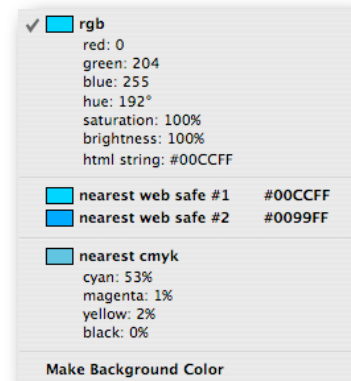 rgb
red: 0
green: 204
blue: 255
hue: 192°
saturation: 100%
brightness: 100%
html string: #00CCFF
nearest web safe #1 #00CCFF
nearest web safe #2 #0099FF
nearest cmyk
cyan: 53%
magenta: 1%
yellow: 2%
black: 0%
Make Background Color